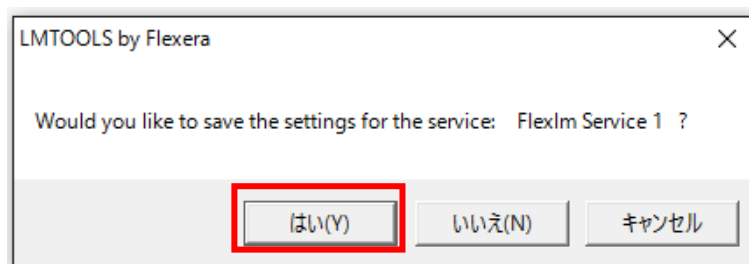 LMTOOLS by Flexera
Would you like to save the settings for the service: Flexlm Service 1 ?
はい(Y) いいえ(N) キャンセル